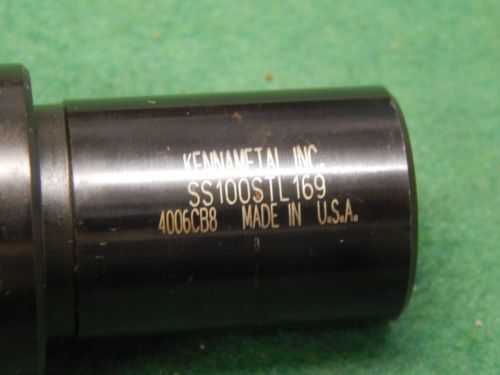 KENNAMETAL INC.
SS100STL169
4006CB8 MADE IN U.S.A.